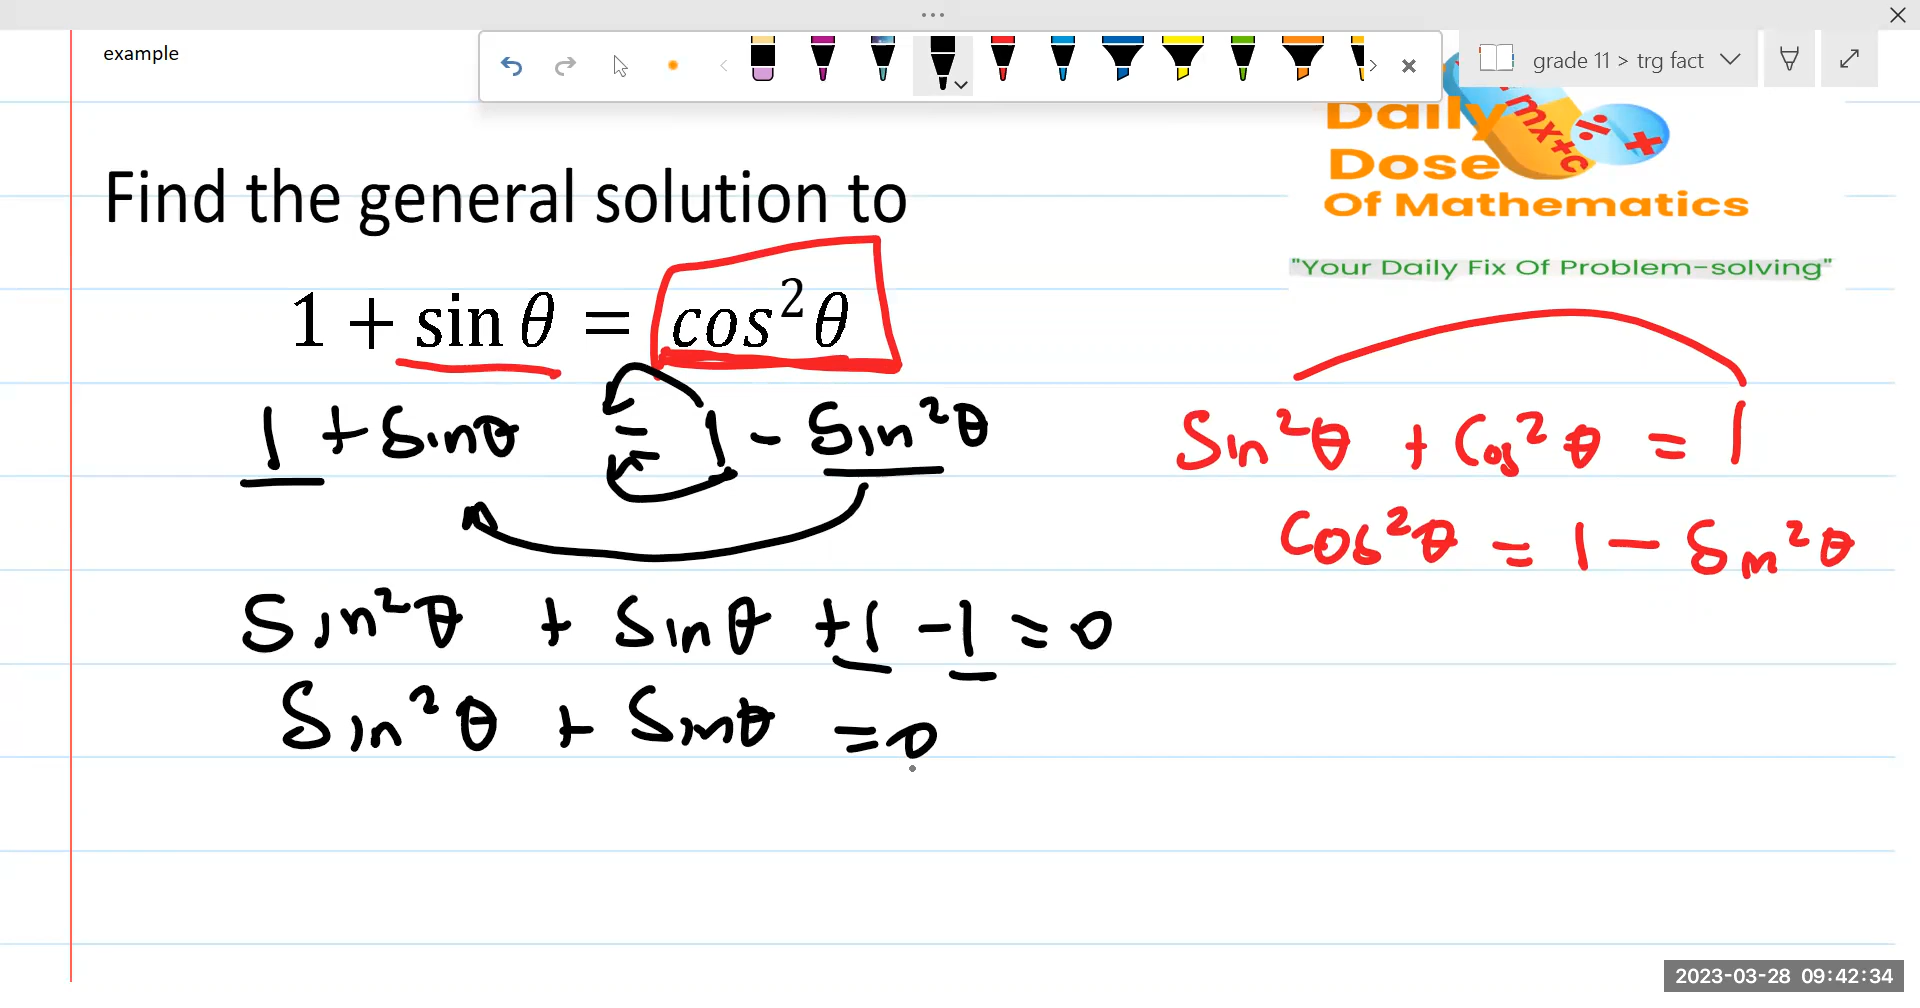 example
grade 11 > trg fact
Daily
Dose
Of Mathematics
"Your Daily Fix Of Problem-solving"
mx+c ÷ +
Find the general solution to
1 + sin θ = cos²θ
1 + Sinθ = 1 - Sin²θ
Sin²θ + Cos²θ = 1
Cos²θ = 1 - Sin²θ
Sin²θ + Sinθ +1 -1 = 0
Sin²θ + Sinθ = 0
2023-03-28 09:42:34